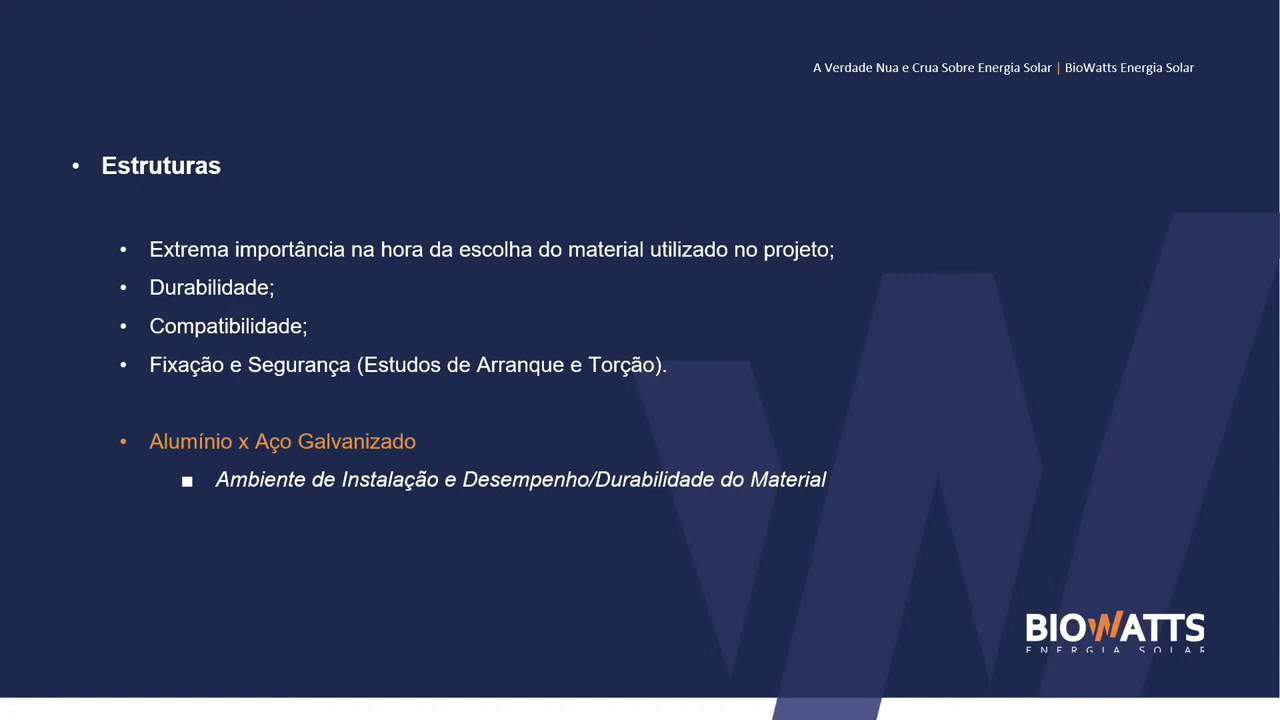 A Verdade Nua e Crua Sobre Energia Solar | BioWatts Energia Solar
• Estruturas
• Extrema importância na hora da escolha do material utilizado no projeto;
• Durabilidade;
• Compatibilidade;
• Fixação e Segurança (Estudos de Arranque e Torção).
• Alumínio x Aço Galvanizado
■ Ambiente de Instalação e Desempenho/Durabilidade do Material
BIOWATTS
ENERGIA SOLAR